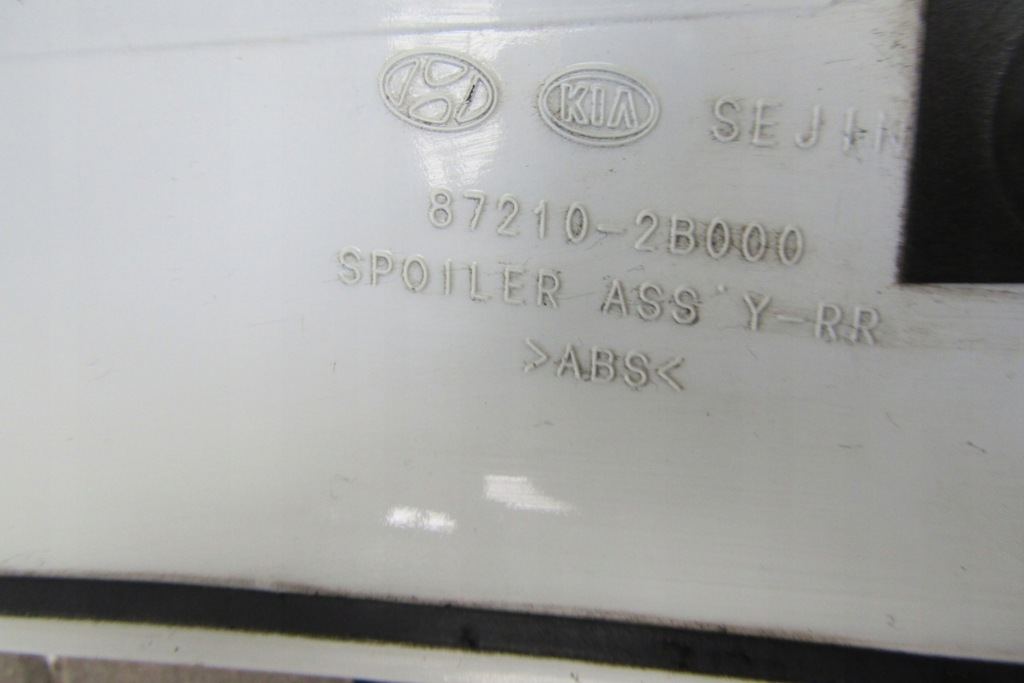 KIA SEJIN
87210-2B000
SPOILER ASS'Y-RR
>ABS<